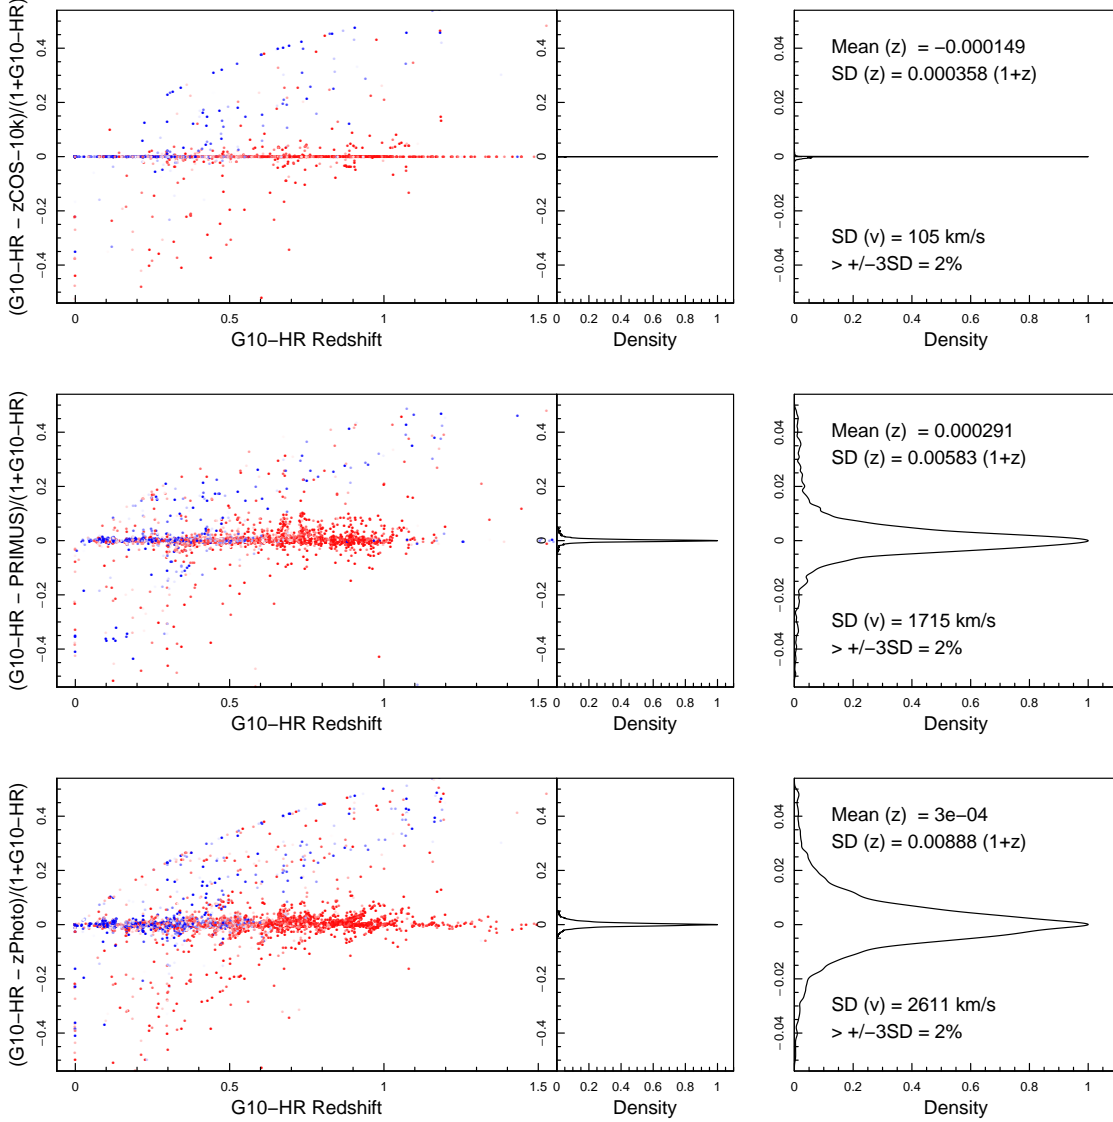 (G10−HR − zCOS−10k)/(1+G10−HR)
−0.4 −0.2 0 0.2 0.4
0 0.5 1 1.5
G10−HR Redshift
0 0.2 0.4 0.6 0.8 1
Density
−0.04 −0.02 0 0.02 0.04
Mean (z) = −0.000149
SD (z) = 0.000358 (1+z)
SD (v) = 105 km/s
> +/−3SD = 2%
0 0.2 0.4 0.6 0.8 1
Density
(G10−HR − PRIMUS)/(1+G10−HR)
−0.4 −0.2 0 0.2 0.4
0 0.5 1 1.5
G10−HR Redshift
−0.4 −0.2 0 0.2 0.4
0 0.2 0.4 0.6 0.8 1
Density
−0.04 −0.02 0 0.02 0.04
Mean (z) = 0.000291
SD (z) = 0.00583 (1+z)
SD (v) = 1715 km/s
> +/−3SD = 2%
0 0.2 0.4 0.6 0.8 1
Density
(G10−HR − zPhoto)/(1+G10−HR)
−0.4 −0.2 0 0.2 0.4
0 0.5 1 1.5
G10−HR Redshift
−0.4 −0.2 0 0.2 0.4
0 0.2 0.4 0.6 0.8 1
Density
−0.04 −0.02 0 0.02 0.04
Mean (z) = 3e−04
SD (z) = 0.00888 (1+z)
SD (v) = 2611 km/s
> +/−3SD = 2%
0 0.2 0.4 0.6 0.8 1
Density